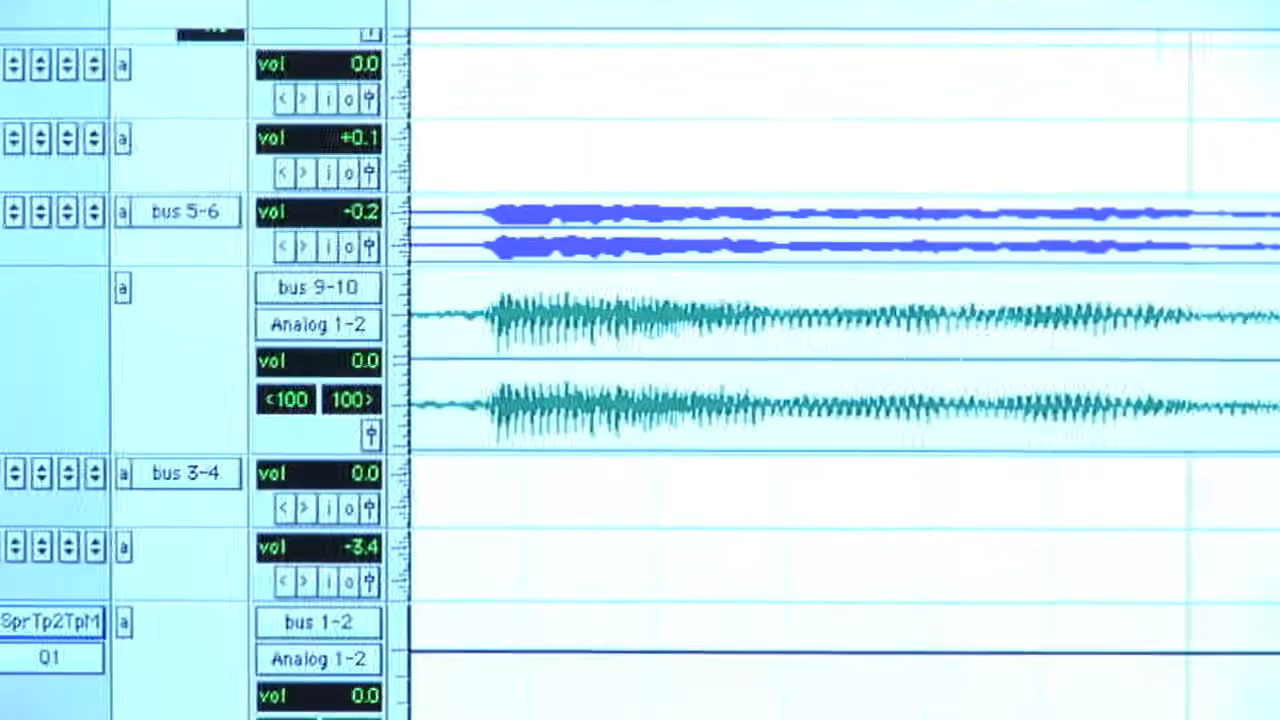 a vol 0.0
< > i o
a vol +0.1
< > i o
a bus 5-6 vol -0.2
< > i o
a bus 9-10
Analog 1-2
vol 0.0
<100 100>
a bus 3-4 vol 0.0
< > i o
a vol -3.4
< > i o
SprTp2TpM a bus 1-2
Q1 Analog 1-2
vol 0.0